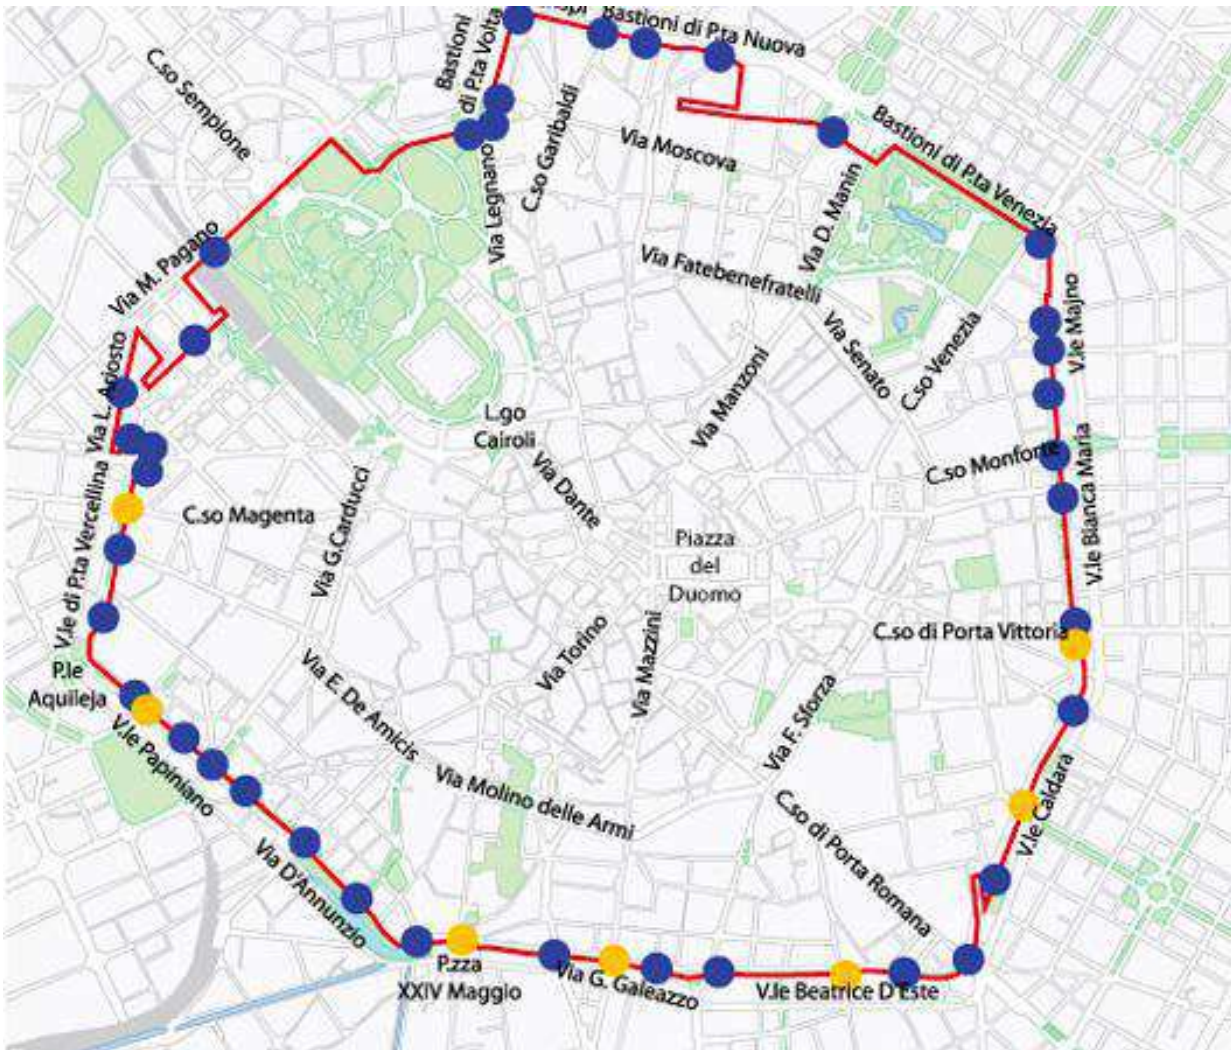 Bastioni di P.ta Nuova
Bastioni
di P.ta Volta
C.so Sempione
C.so Garibaldi
Via Moscova
Bastioni di P.ta Venezia
Via Legnano
Via D. Manin
Via M. Pagano
Via Fatebenefratelli
V.le Majno
Via Senato
C.so Venezia
Via L. Ariosto
Via Manzoni
L.go
Cairoli
V.le Bianca Maria
C.so Monforte
Via Dante
V.le di P.ta Vercellina
C.so Magenta
Via G.Carducci
Piazza
del
Duomo
C.so di Porta Vittoria
Via Torino
Via Mazzini
P.le
Aquileja
Via E. De Amicis
Via F. Sforza
V.le Papiniano
Via Molino delle Armi
V.le Caldara
C.so di Porta Romana
Via D'Annunzio
P.zza
XXIV Maggio
Via G. Galeazzo
V.le Beatrice D'Este